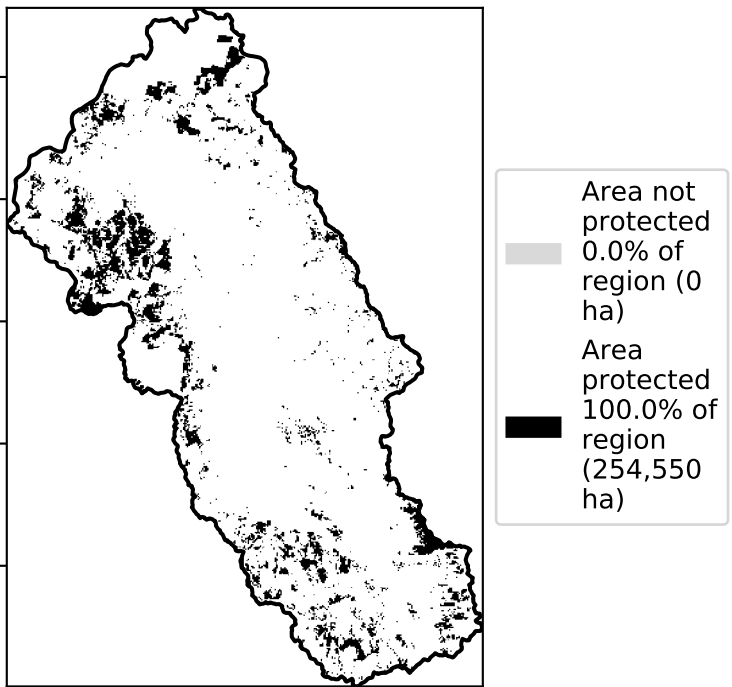 Area not
protected
0.0% of
region (0
ha)
Area
protected
100.0% of
region
(254,550
ha)